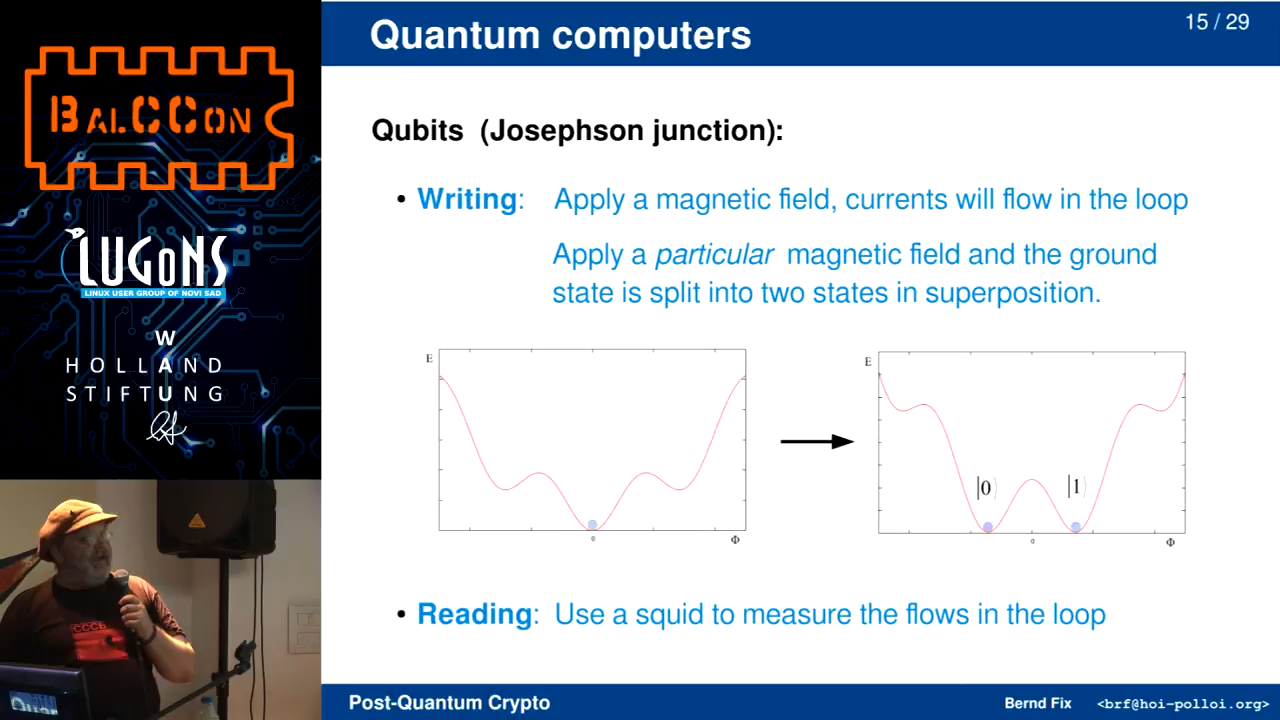 BALCCON
LUGoNS
LINUX USER GROUP OF NOVI SAD
W
HOLLAND
A
STIFTUNG
CCCP
Quantum computers
15 / 29
Qubits (Josephson junction):
• Writing: Apply a magnetic field, currents will flow in the loop
Apply a particular magnetic field and the ground
state is split into two states in superposition.
E
0
Φ
E
|0⟩
|1⟩
0
Φ
• Reading: Use a squid to measure the flows in the loop
Post-Quantum Crypto
Bernd Fix
<brf@hoi-polloi.org>